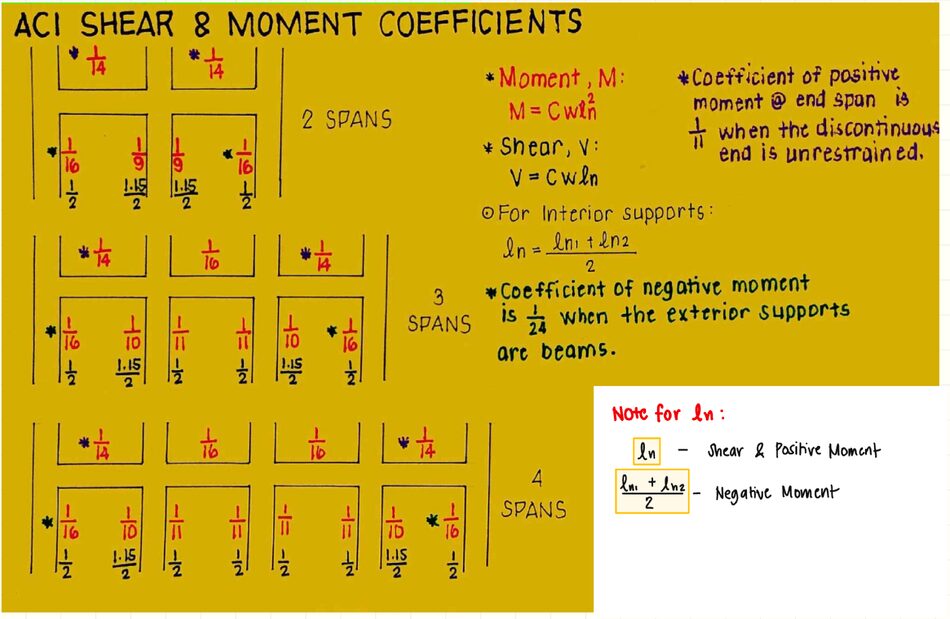 ACI SHEAR & MOMENT COEFFICIENTS
* 1/14 * 1/14
2 SPANS
* 1/16 1/9 1/9 * 1/16
1/2 1.15/2 1.15/2 1/2
* 1/14 1/16 * 1/14
3
SPANS
* 1/16 1/10 1/11 1/11 1/10 * 1/16
1/2 1.15/2 1/2 1/2 1.15/2 1/2
* 1/14 1/16 1/16 * 1/14
4
SPANS
* 1/16 1/10 1/11 1/11 1/11 1/11 1/10 * 1/16
1/2 1.15/2 1/2 1/2 1/2 1/2 1.15/2 1/2
* Moment, M:
M = Cwln²
* Shear, V:
V = Cwln
⊙ For Interior supports:
ln = ln1 + ln2 / 2
* Coefficient of negative moment
is 1/24 when the exterior supports
are beams.
* Coefficient of positive
moment @ end span is
1/11 when the discontinuous
end is unrestrained.
Note for ln:
ln - Shear & Positive Moment
ln1 + ln2 / 2 - Negative Moment